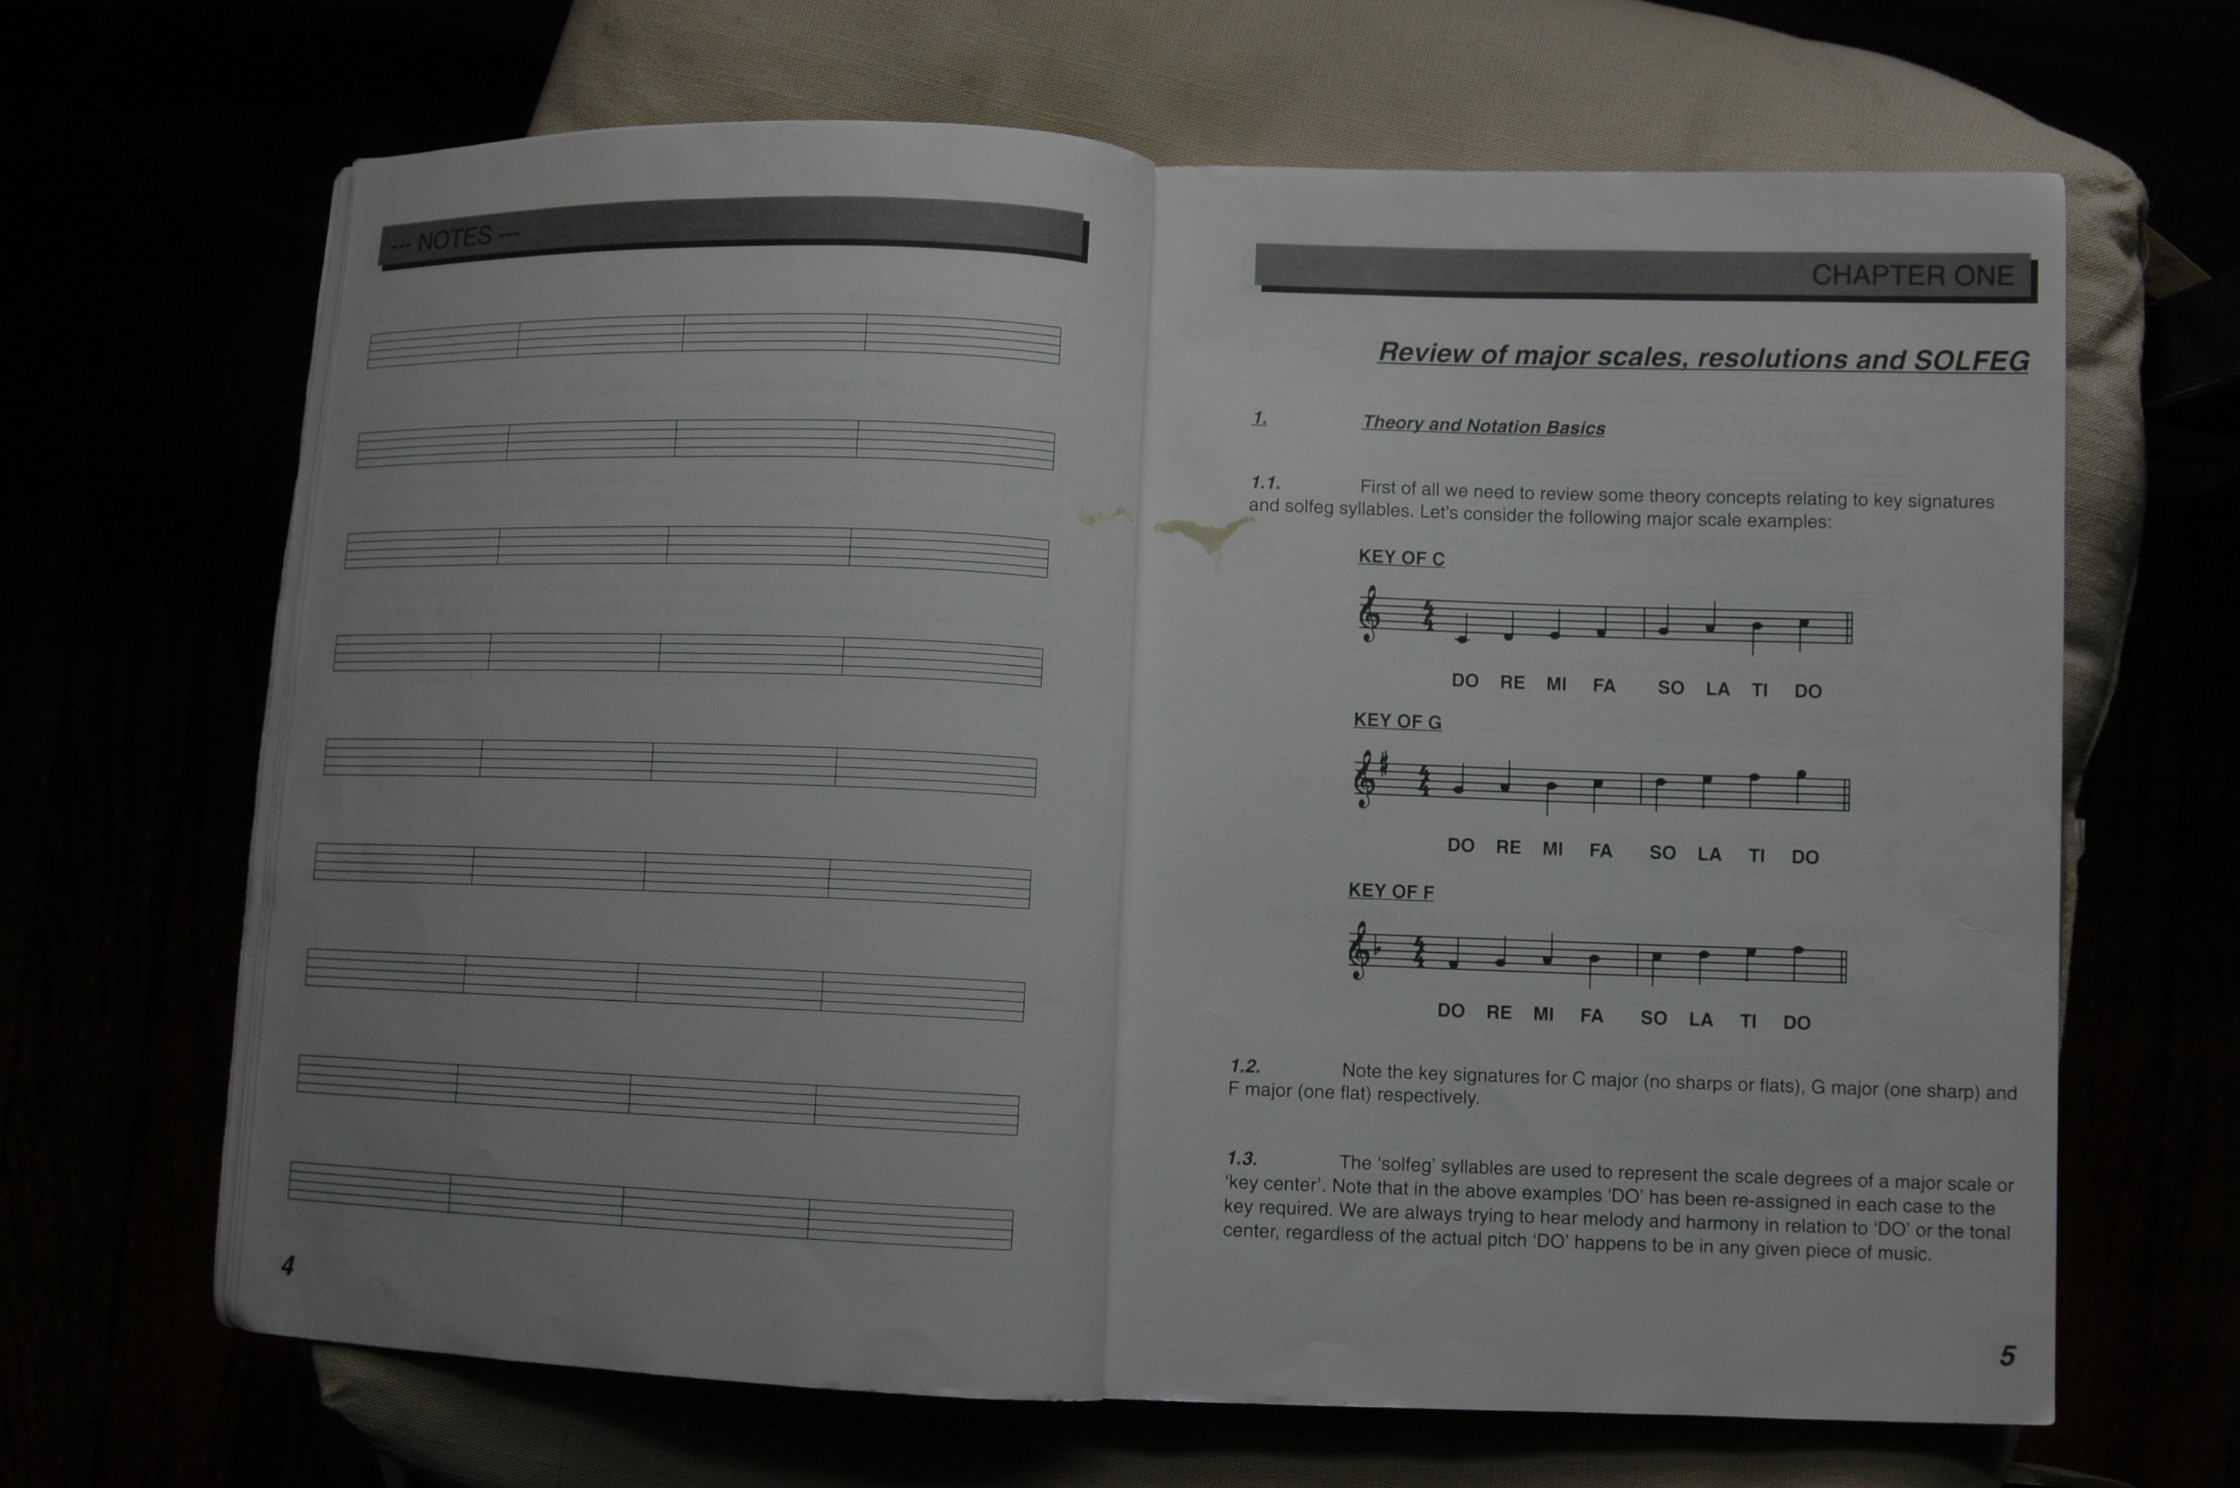 --- NOTES ---
4
CHAPTER ONE
Review of major scales, resolutions and SOLFEG
1. Theory and Notation Basics
1.1. First of all we need to review some theory concepts relating to key signatures
and solfeg syllables. Let's consider the following major scale examples:
KEY OF C
4
4
DO RE MI FA SO LA TI DO
KEY OF G
4
4
DO RE MI FA SO LA TI DO
KEY OF F
4
4
DO RE MI FA SO LA TI DO
1.2. Note the key signatures for C major (no sharps or flats), G major (one sharp) and
F major (one flat) respectively.
1.3. The ‘solfeg’ syllables are used to represent the scale degrees of a major scale or
‘key center’. Note that in the above examples ‘DO’ has been re-assigned in each case to the
key required. We are always trying to hear melody and harmony in relation to ‘DO’ or the tonal
center, regardless of the actual pitch ‘DO’ happens to be in any given piece of music.
5